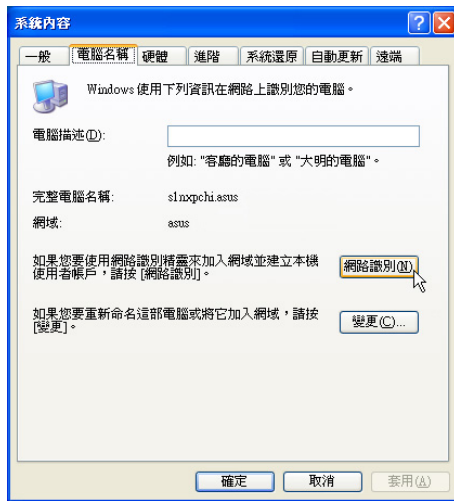 系統內容
一般 電腦名稱 硬體 進階 系統還原 自動更新 遠端
Windows 使用下列資訊在網路上識別您的電腦。
電腦描述(D):
例如: "客廳的電腦" 或 "大明的電腦"。
完整電腦名稱: s1nxpchi.asus
網域: asus
如果您要使用網路識別精靈來加入網域並建立本機
使用者帳戶，請按 [網路識別]。
網路識別(N)
如果您要重新命名這部電腦或將它加入網域，請按
[變更]。
變更(C)...
確定 取消 套用(A)